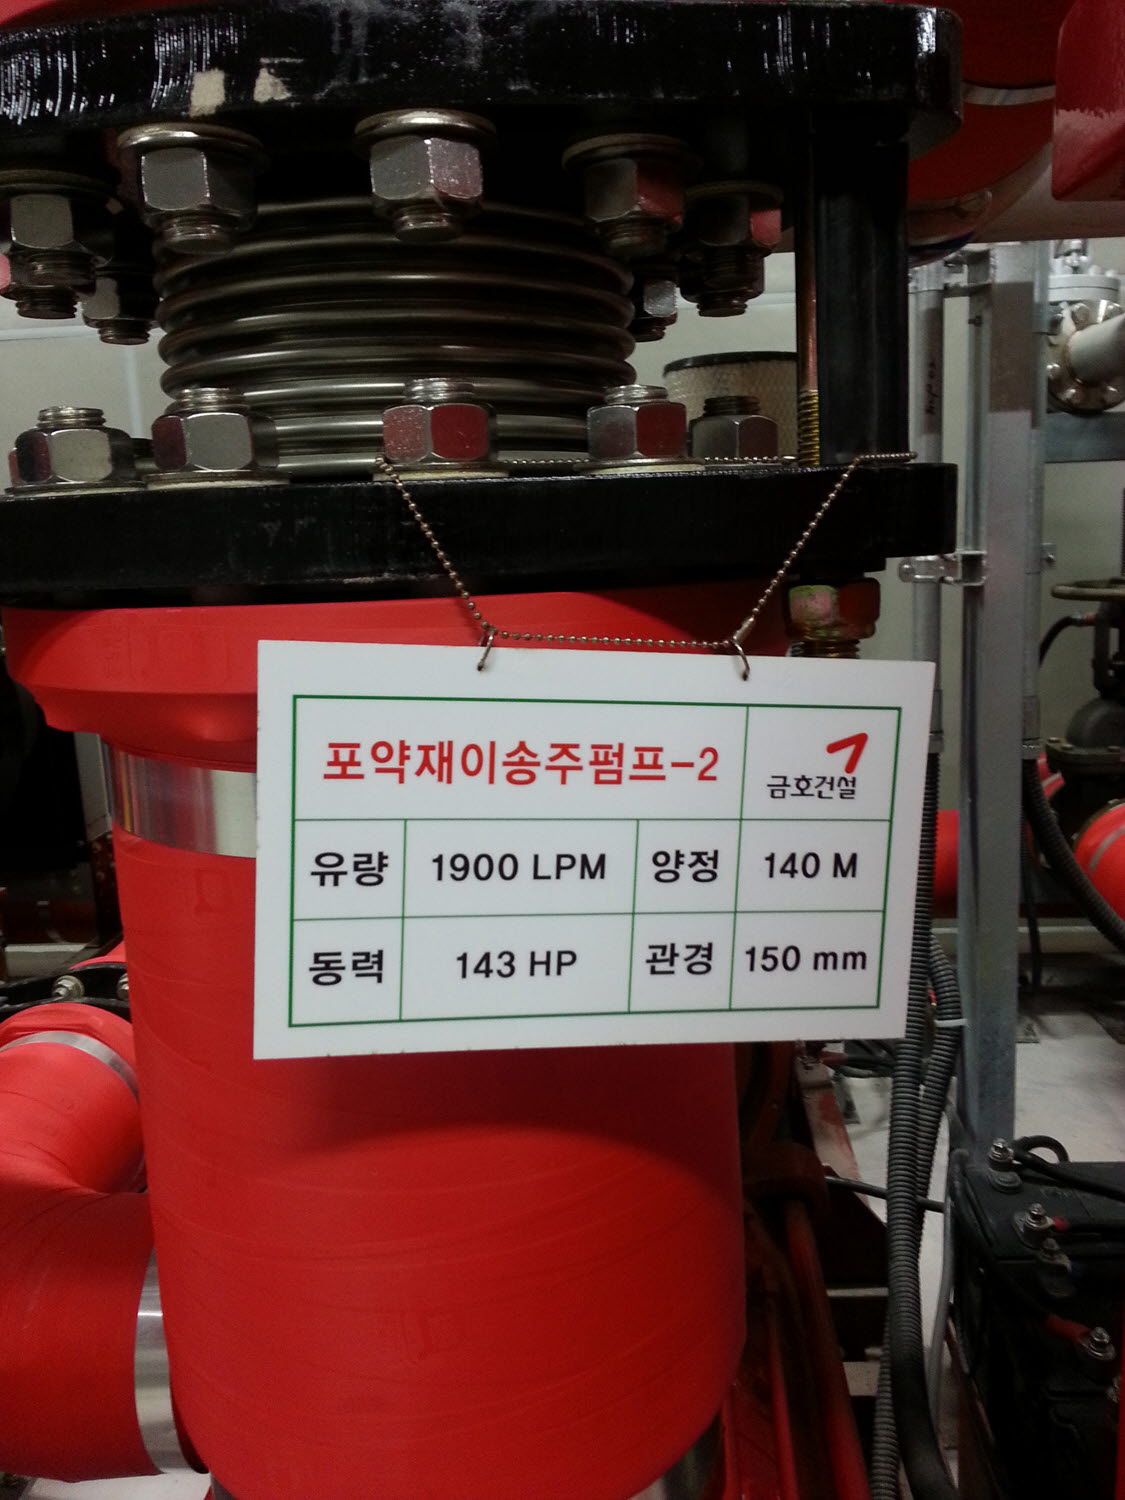 포약재이송주펌프-2
금호건설
유량 1900 LPM 양정 140 M
동력 143 HP 관경 150 mm